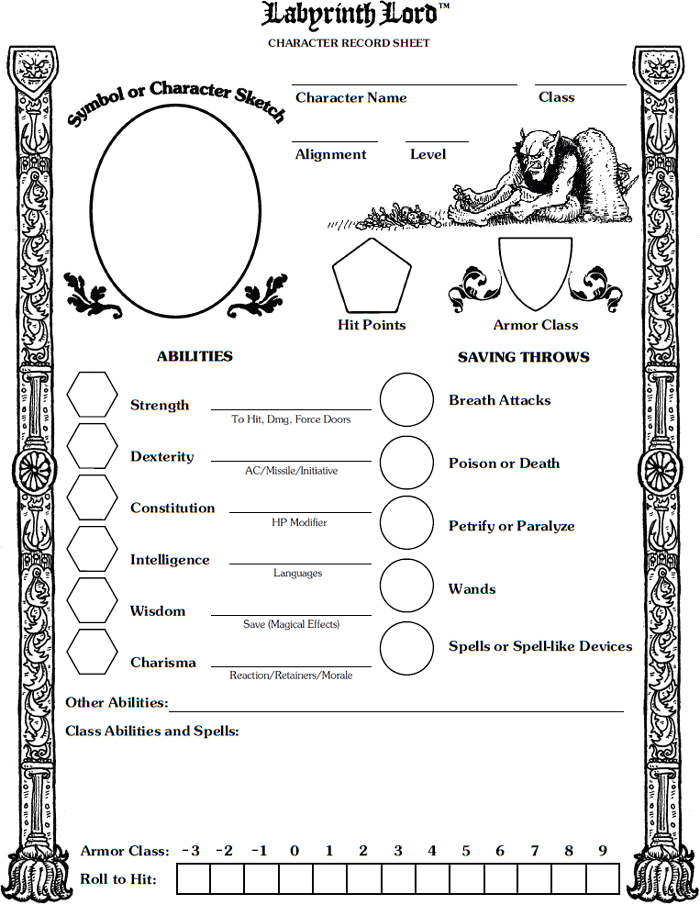 Labyrinth Lord™
CHARACTER RECORD SHEET
Symbol or Character Sketch
Character Name
Class
Alignment
Level
Hit Points
Armor Class
ABILITIES
Strength
To Hit, Dmg, Force Doors
Dexterity
AC/Missile/Initiative
Constitution
HP Modifier
Intelligence
Languages
Wisdom
Save (Magical Effects)
Charisma
Reaction/Retainers/Morale
SAVING THROWS
Breath Attacks
Poison or Death
Petrify or Paralyze
Wands
Spells or Spell-like Devices
Other Abilities:
Class Abilities and Spells:
Armor Class: -3 -2 -1 0 1 2 3 4 5 6 7 8 9
Roll to Hit: